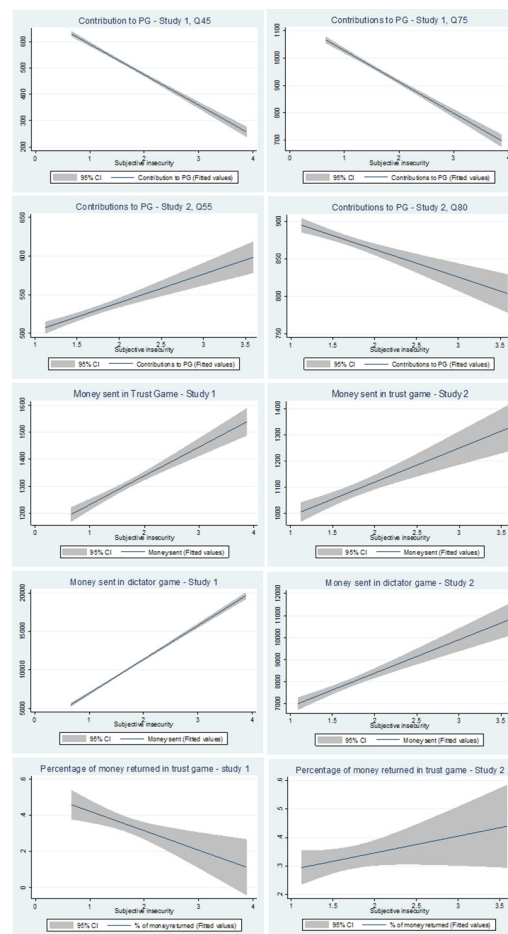 Contribution to PG - Study 1, Q45
600
500
400
300
200
0 1 2 3 4
Subjective insecurity
95% CI Contribution to PG (Fitted values)
Contributions to PG - Study 1, Q75
1100
1000
900
800
700
0 1 2 3 4
Subjective insecurity
95% CI Contributions to PG (Fitted values)
Contributions to PG - Study 2, Q55
650
600
550
500
1 1.5 2 2.5 3 3.5
Subjective insecurity
95% CI Contributions to PG (Fitted values)
Contributions to PG - Study 2, Q80
900
850
800
750
1 1.5 2 2.5 3 3.5
Subjective insecurity
95% CI Contributions to PG (Fitted values)
Money sent in Trust Game - Study 1
1600
1500
1400
1300
1200
0 1 2 3 4
Subjective insecurity
95% CI Money sent (Fitted values)
Money sent in trust game - Study 2
1400
1300
1200
1100
1000
1 1.5 2 2.5 3 3.5
Subjective insecurity
95% CI Money sent (Fitted values)
Money sent in dictator game - Study 1
20000
15000
10000
5000
0 1 2 3 4
Subjective insecurity
95% CI Money sent (Fitted values)
Money sent in dictator game - Study 2
12000
11000
10000
9000
8000
7000
1 1.5 2 2.5 3 3.5
Subjective insecurity
95% CI Money sent (Fitted values)
Percentage of money returned in trust game - study 1
.6
.4
.2
0
0 1 2 3 4
Subjective insecurity
95% CI % of money returned (Fitted values)
Percentage of money returned in trust game - Study 2
.6
.5
.4
.3
.2
1 1.5 2 2.5 3 3.5
Subjective insecurity
95% CI % of money returned (Fitted values)